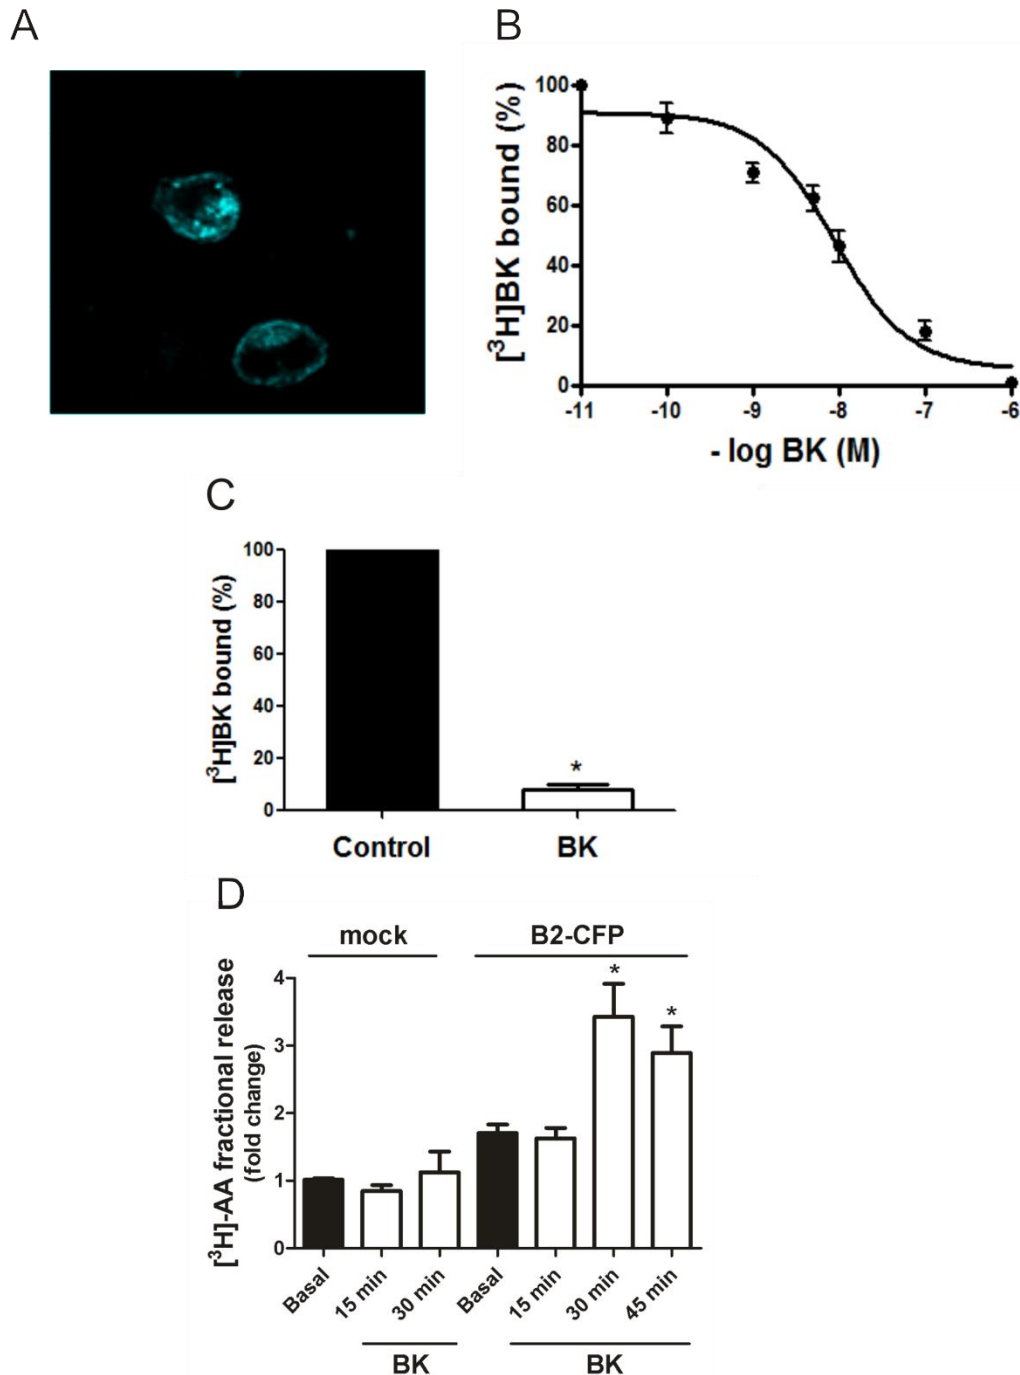 A
B
[³H]BK bound (%)
100
80
60
40
20
0
-11 -10 -9 -8 -7 -6
- log BK (M)
C
[³H]BK bound (%)
100
80
60
40
20
0
*
Control BK
D
mock B2-CFP
[³H]-AA fractional release
(fold change)
4
3
2
1
0
* *
Basal 15 min 30 min Basal 15 min 30 min 45 min
BK BK